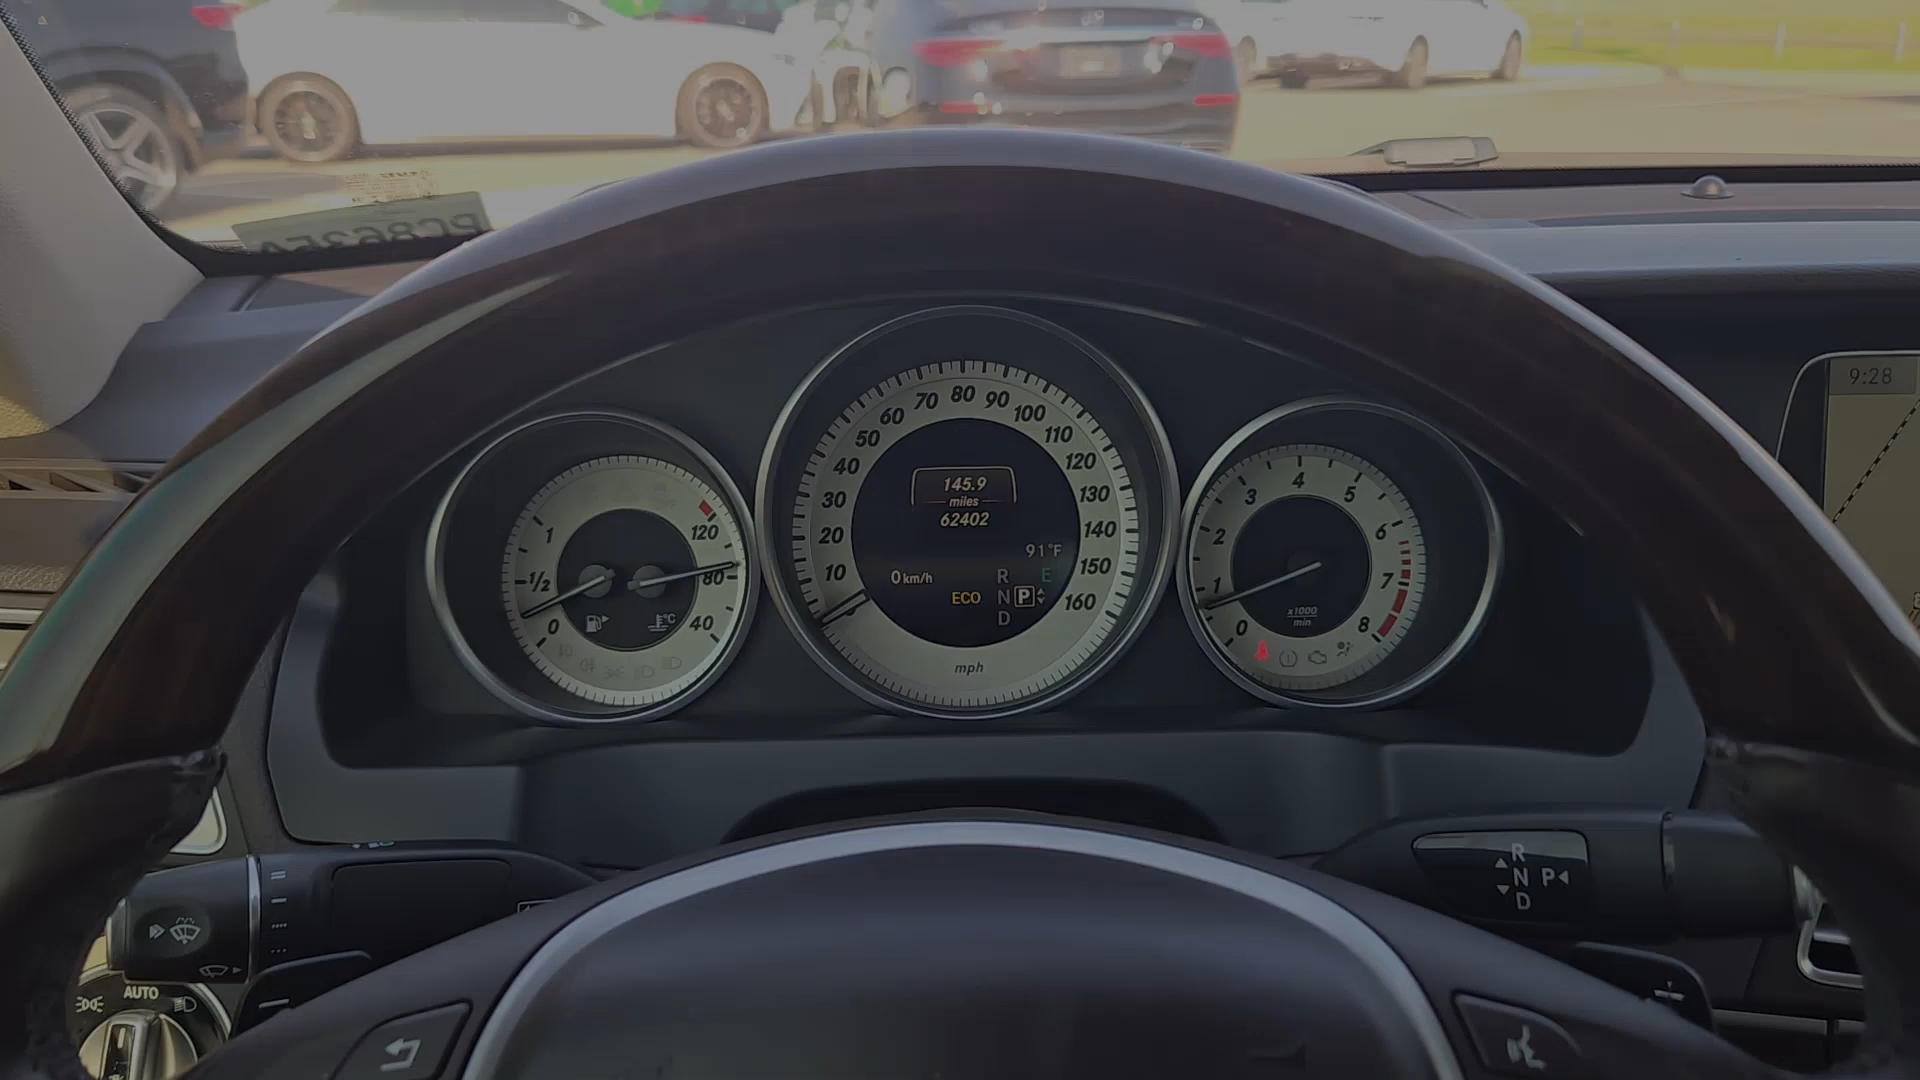 9:28
145.9
miles
62402
91°F
0 km/h
R E
ECO N P
D
10 20 30 40 50 60 70 80 90 100 110 120 130 140 150 160
mph
0 1/2 1
40 80 120
°C
0 1 2 3 4 5 6 7 8
x1000
min
R
N P
D
AUTO